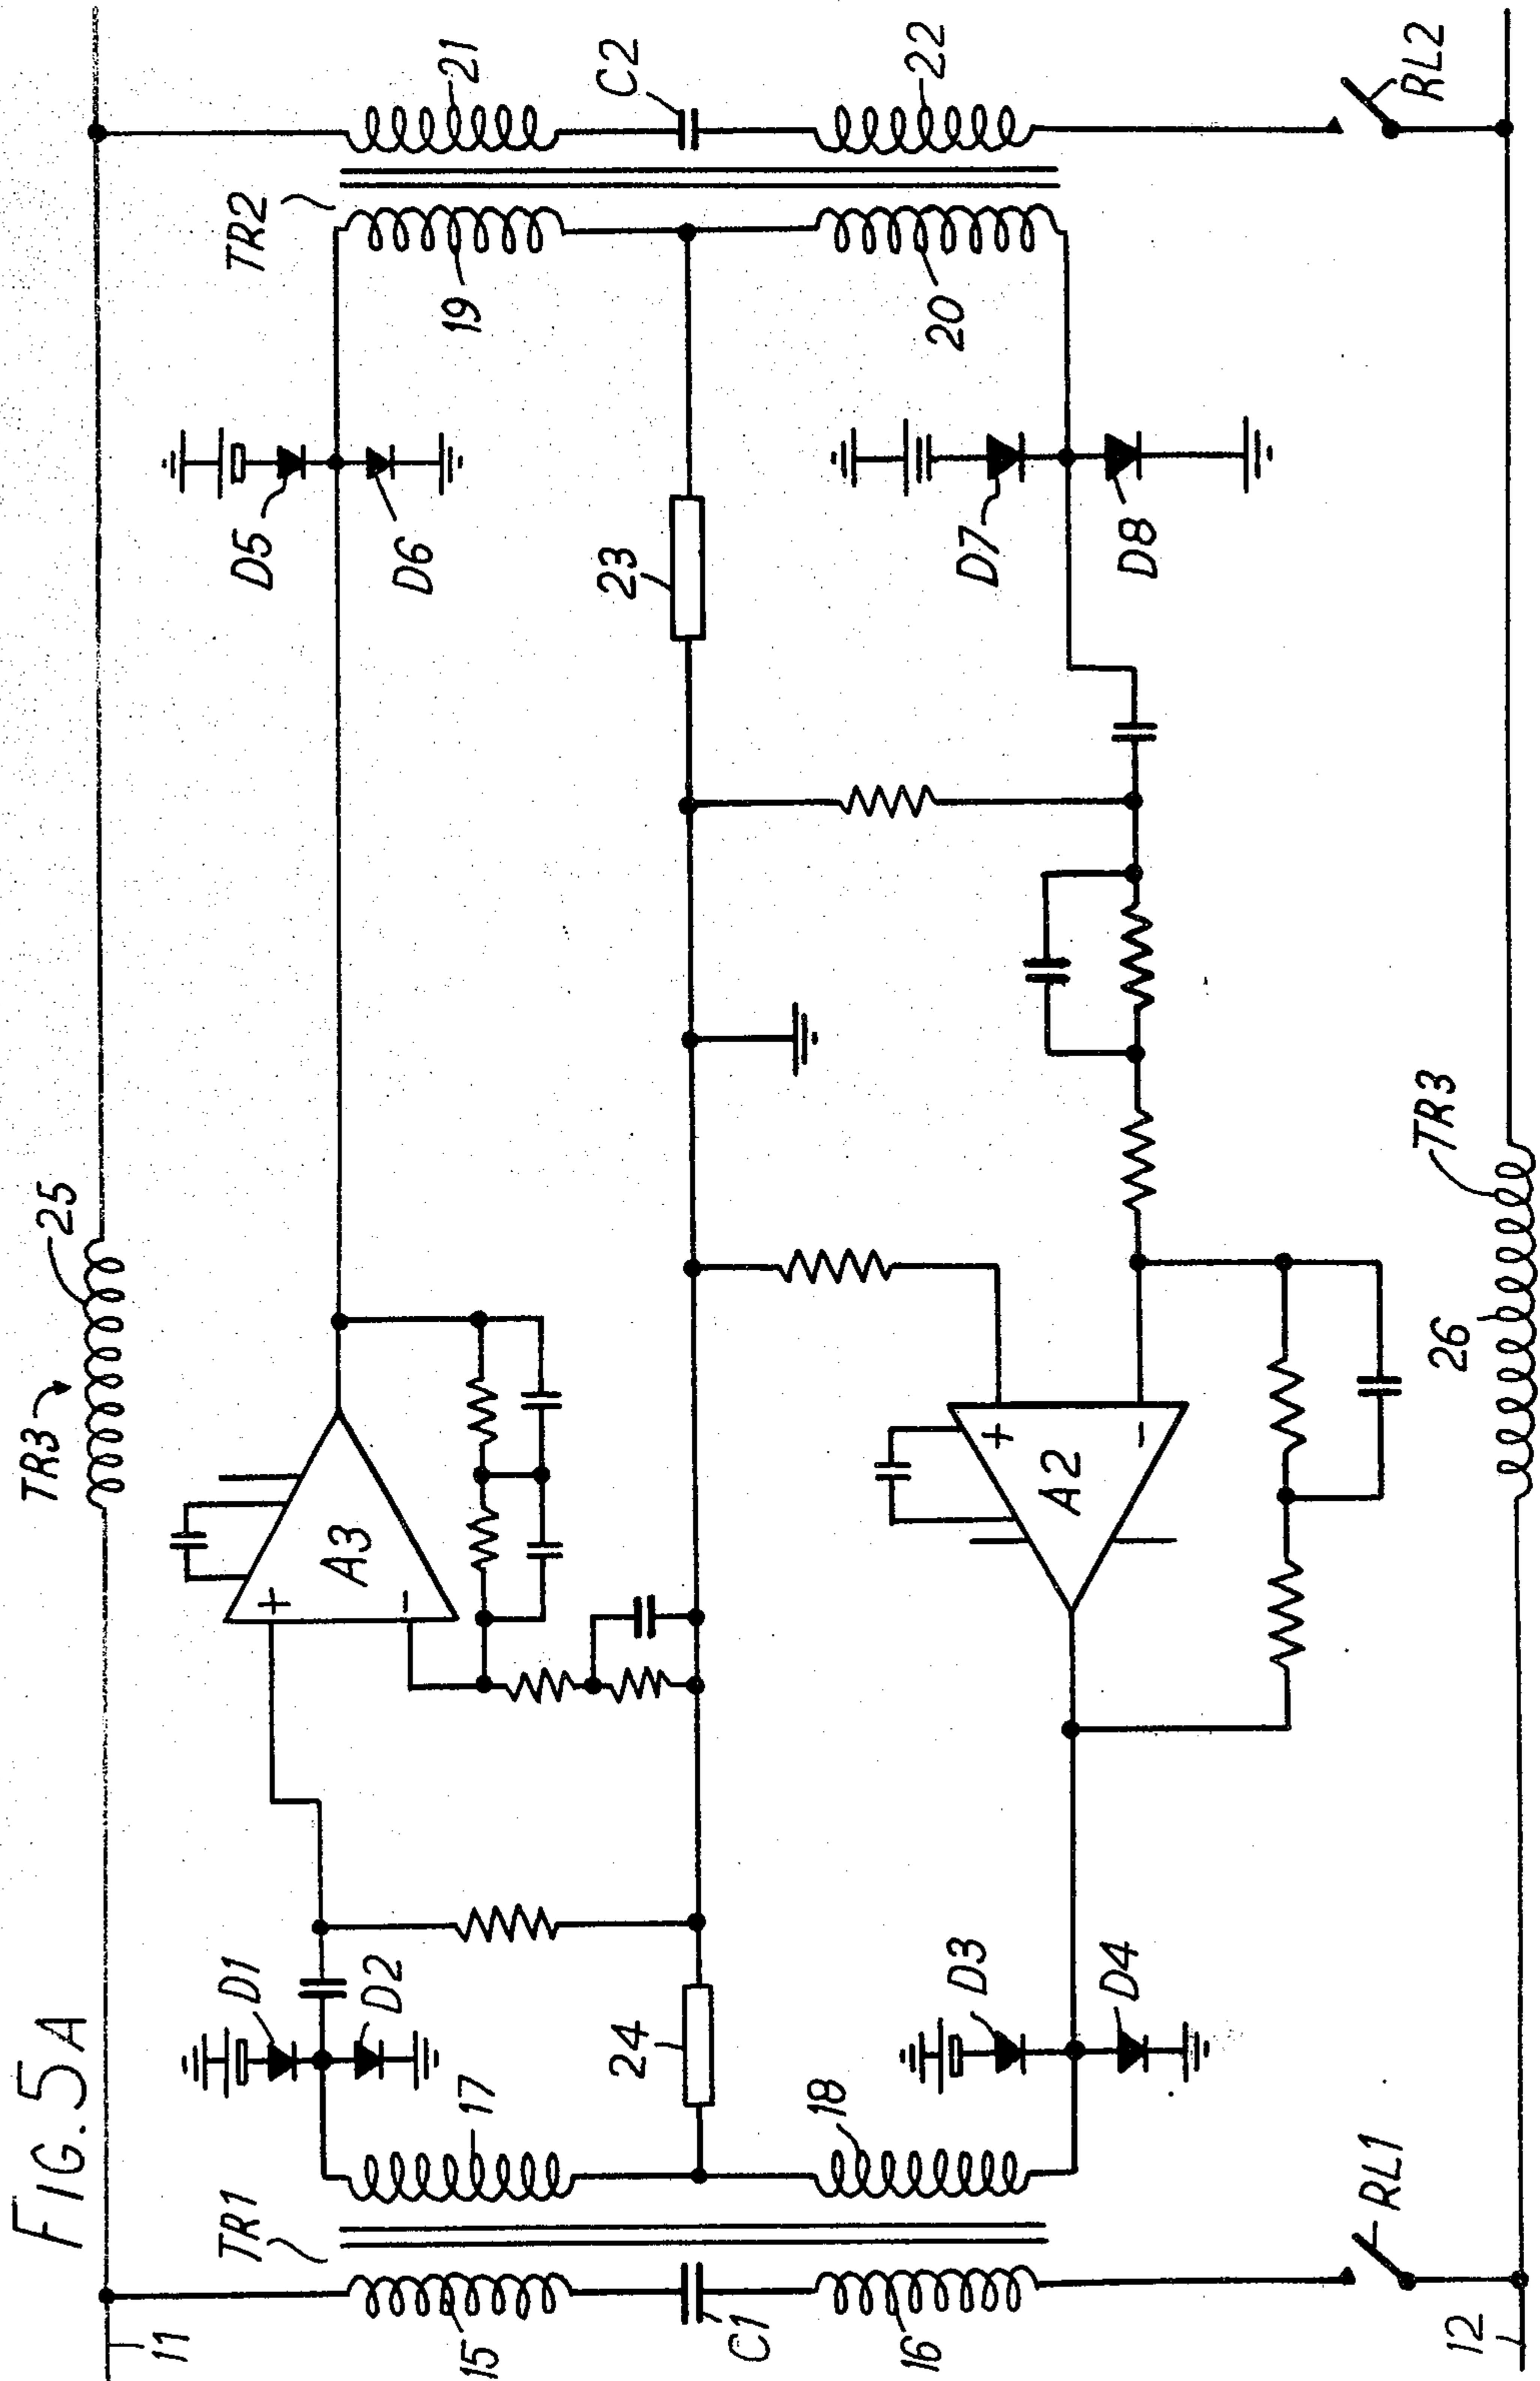 FIG. 5A
11
TR3
25
TR1
15
C1
16
17
18
24
D1
D2
D3
D4
A3
+
−
A2
+
−
23
D5
D6
D7
D8
TR2
19
20
21
C2
22
RL1
RL2
12
26
TR3